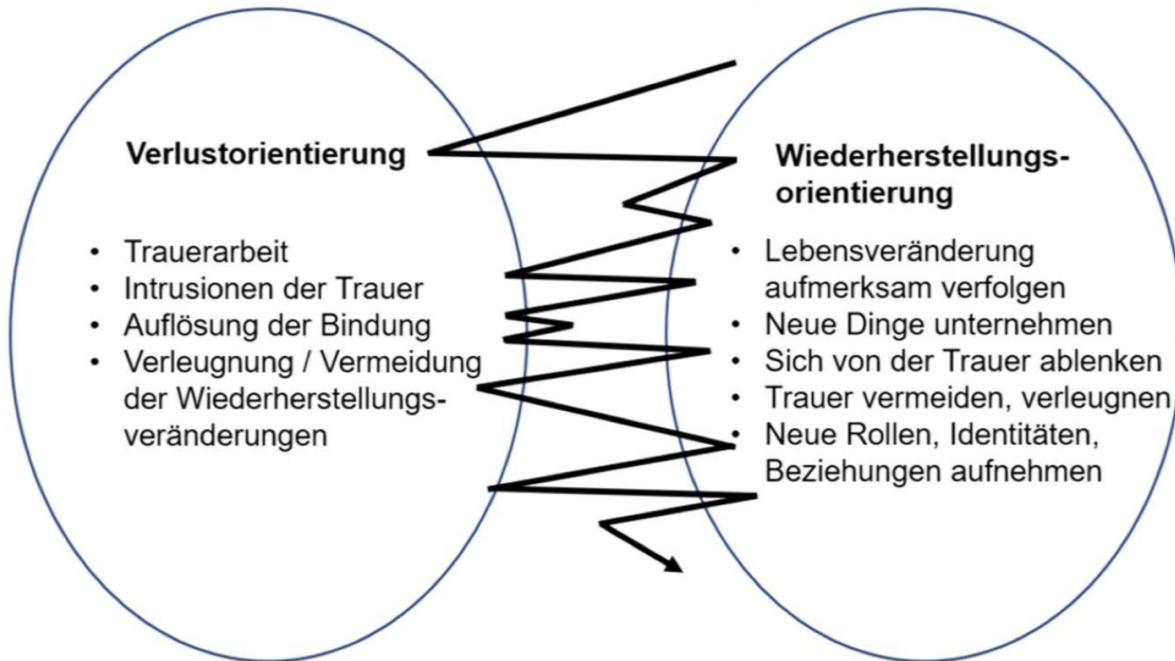 Verlustorientierung
• Trauerarbeit
• Intrusionen der Trauer
• Auflösung der Bindung
• Verleugnung / Vermeidung
der Wiederherstellungs-
veränderungen
Wiederherstellungs-
orientierung
• Lebensveränderung
aufmerksam verfolgen
• Neue Dinge unternehmen
• Sich von der Trauer ablenken
• Trauer vermeiden, verleugnen
• Neue Rollen, Identitäten,
Beziehungen aufnehmen